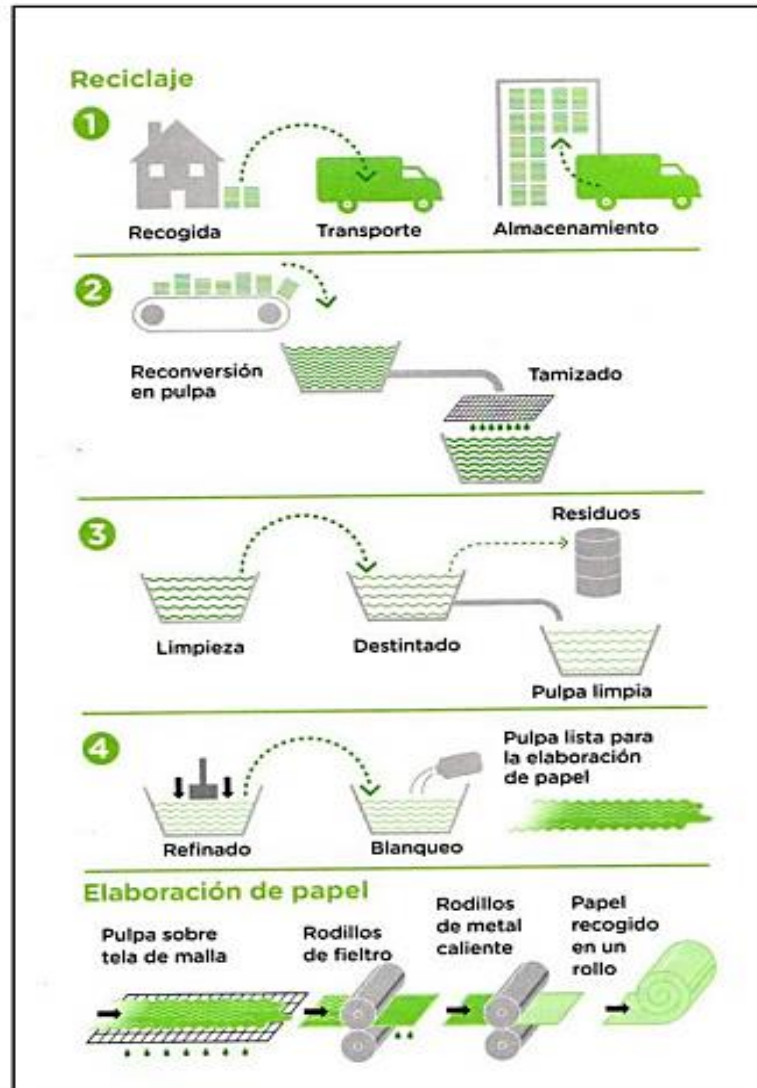 Reciclaje
1
Recogida
Transporte
Almacenamiento
2
Reconversión
en pulpa
Tamizado
3
Residuos
Limpieza
Destintado
Pulpa limpia
4
Pulpa lista para
la elaboración
de papel
Refinado
Blanqueo
Elaboración de papel
Pulpa sobre
tela de malla
Rodillos
de fieltro
Rodillos
de metal
caliente
Papel
recogido
en un
rollo